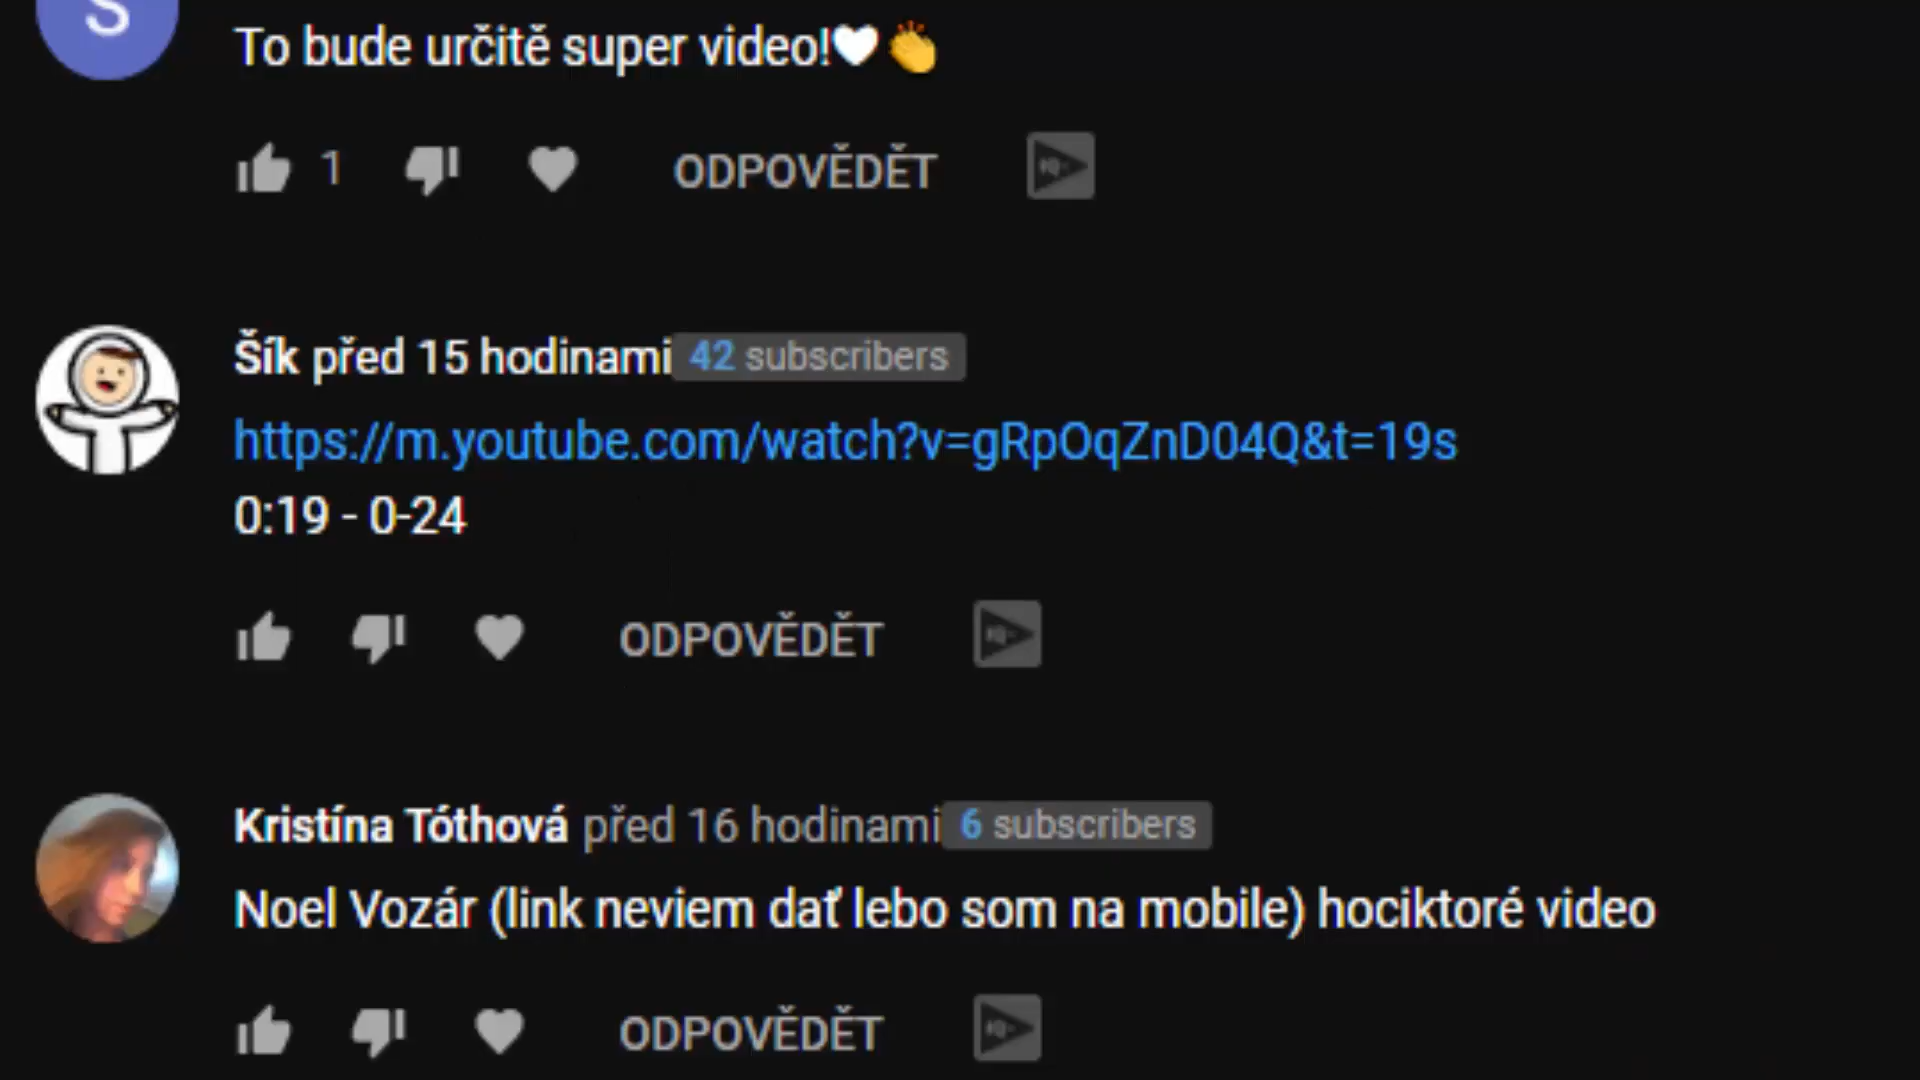 S
To bude určitě super video!🤍👏
1 ODPOVĚDĚT
Šík před 15 hodinami 42 subscribers
https://m.youtube.com/watch?v=gRpOqZnD04Q&t=19s
0:19 - 0-24
ODPOVĚDĚT
Kristína Tóthová před 16 hodinami 6 subscribers
Noel Vozár (link neviem dať lebo som na mobile) hociktoré video
ODPOVĚDĚT